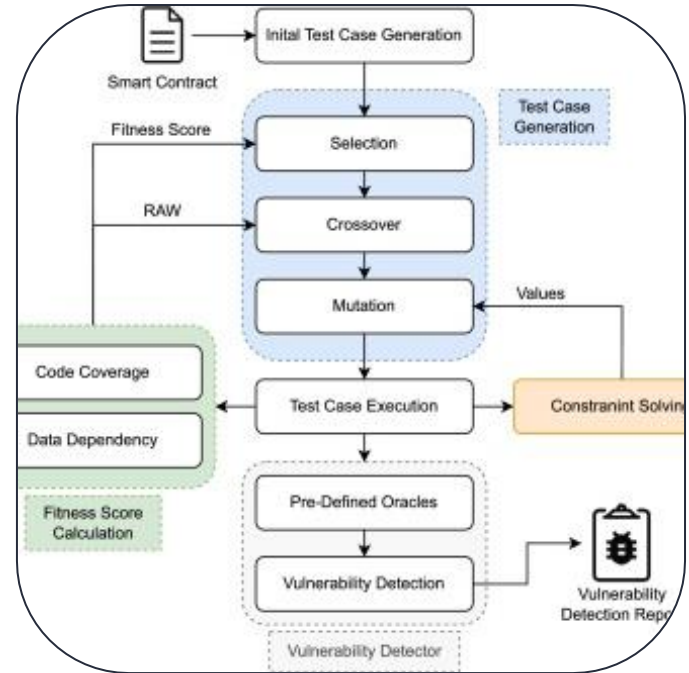 Inital Test Case Generation
Smart Contract
Test Case
Generation
Fitness Score
Selection
RAW
Crossover
Mutation
Values
Code Coverage
Test Case Execution
Constranint Solving
Data Dependency
Pre-Defined Oracles
Fitness Score
Calculation
Vulnerability Detection
Vulnerability
Detection Repo
Vulnerability Detector